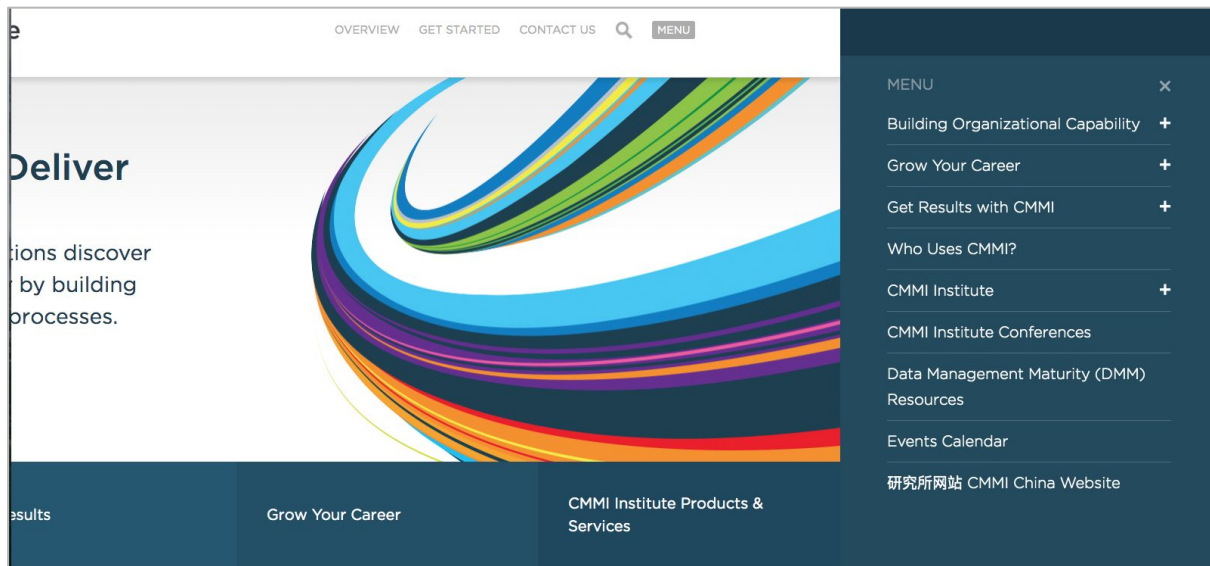 e
OVERVIEW GET STARTED CONTACT US MENU
Deliver
tions discover
by building
processes.
esults
Grow Your Career
CMMI Institute Products &
Services
MENU
Building Organizational Capability +
Grow Your Career +
Get Results with CMMI +
Who Uses CMMI?
CMMI Institute +
CMMI Institute Conferences
Data Management Maturity (DMM)
Resources
Events Calendar
研究所网站 CMMI China Website